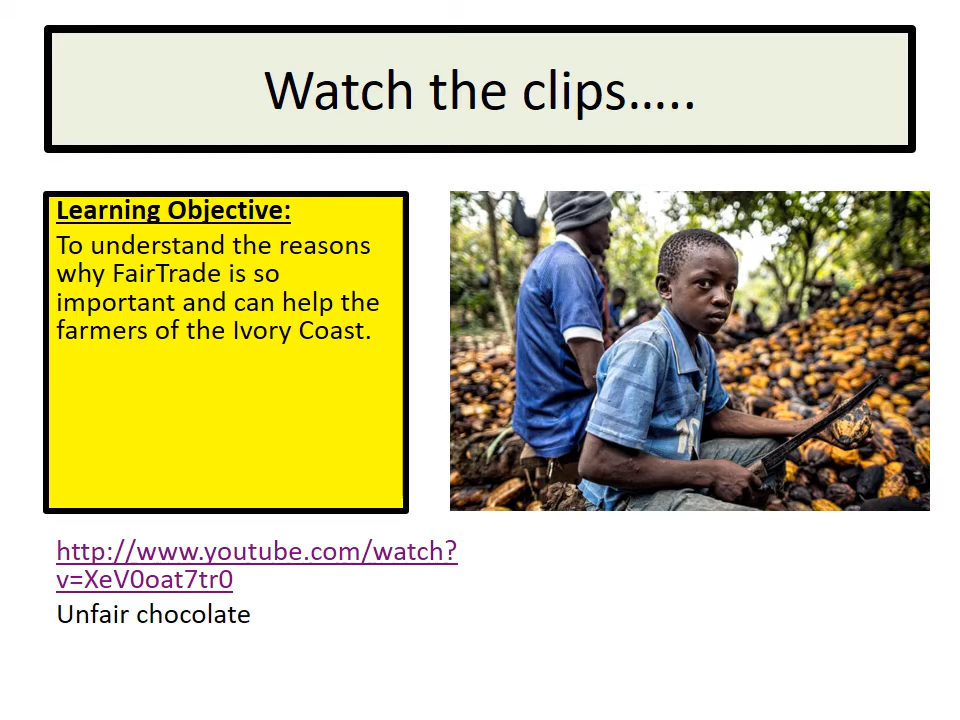 Watch the clips…..
Learning Objective:
To understand the reasons
why FairTrade is so
important and can help the
farmers of the Ivory Coast.
http://www.youtube.com/watch?
v=XeV0oat7tr0
Unfair chocolate